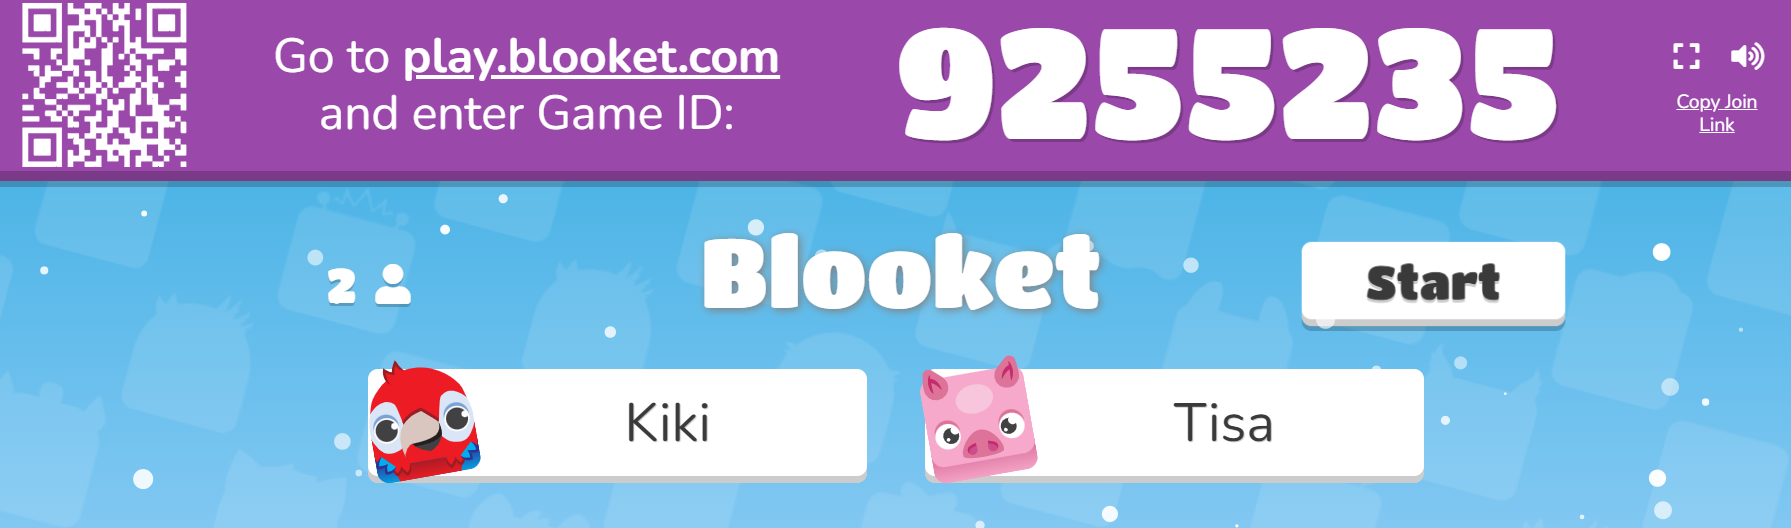 Go to play.blooket.com
and enter Game ID:
9255235
Copy Join
Link
2
Blooket
Start
Kiki
Tisa